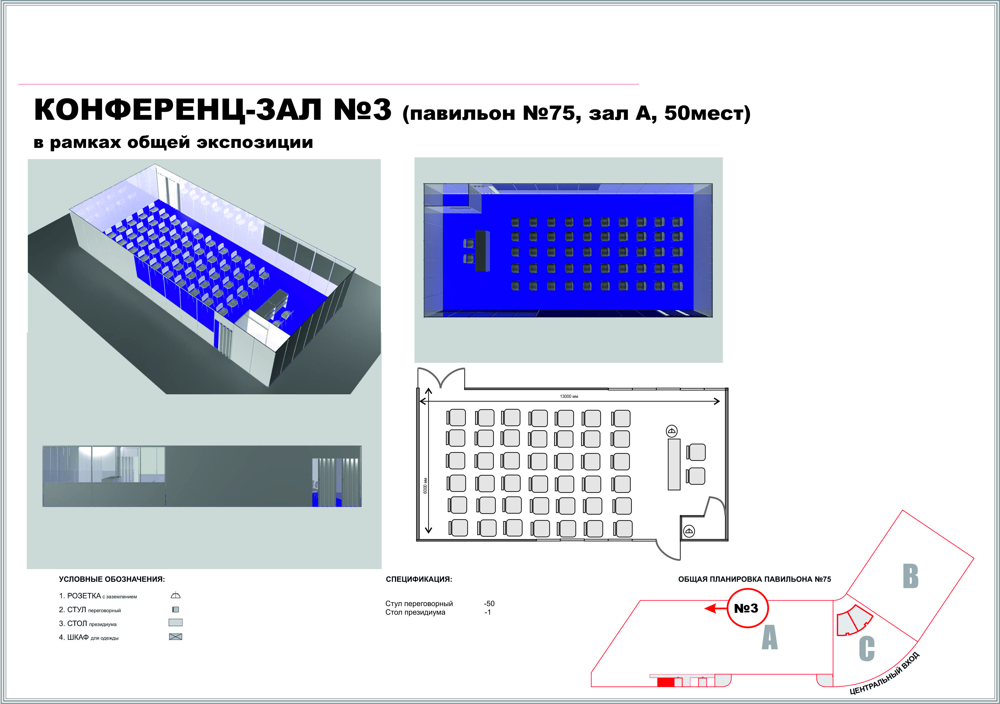 КОНФЕРЕНЦ-ЗАЛ №3 (павильон №75, зал А, 50мест)
в рамках общей экспозиции
13000 мм
6000 мм
УСЛОВНЫЕ ОБОЗНАЧЕНИЯ:
1. РОЗЕТКА с заземлением
2. СТУЛ переговорный
3. СТОЛ президиума
4. ШКАФ для одежды
СПЕЦИФИКАЦИЯ:
Стул переговорный -50
Стол президиума -1
ОБЩАЯ ПЛАНИРОВКА ПАВИЛЬОНА №75
B
№3
A
C
ЦЕНТРАЛЬНЫЙ ВХОД